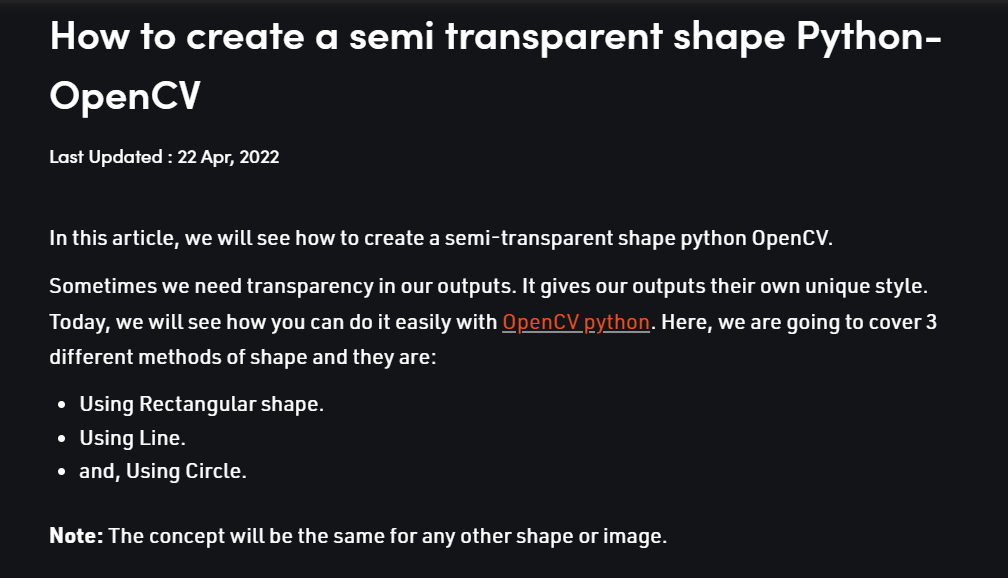 How to create a semi transparent shape Python-
OpenCV
Last Updated : 22 Apr, 2022
In this article, we will see how to create a semi-transparent shape python OpenCV.
Sometimes we need transparency in our outputs. It gives our outputs their own unique style.
Today, we will see how you can do it easily with OpenCV python. Here, we are going to cover 3
different methods of shape and they are:
• Using Rectangular shape.
• Using Line.
• and, Using Circle.
Note: The concept will be the same for any other shape or image.